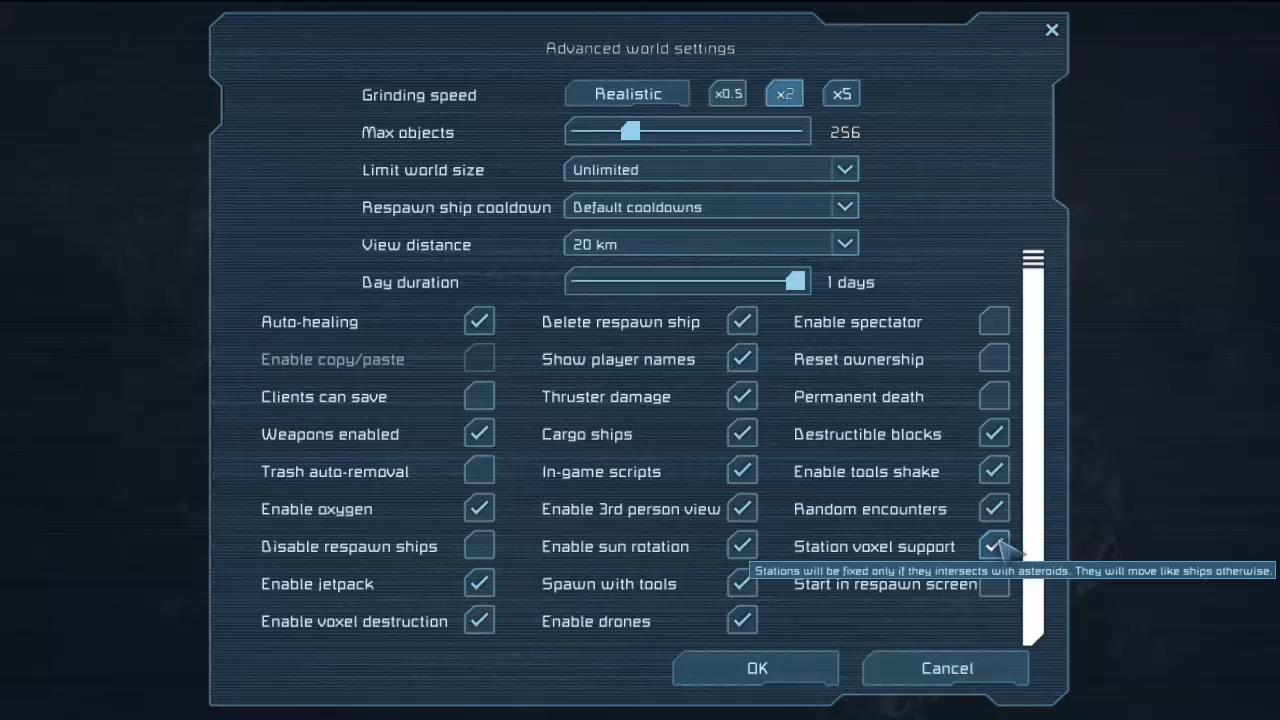 Advanced world settings
Grinding speed Realistic x0.5 x2 x5
Max objects 256
Limit world size Unlimited
Respawn ship cooldown Default cooldowns
View distance 20 km
Day duration 1 days
Auto-healing Delete respawn ship Enable spectator
Enable copy/paste Show player names Reset ownership
Clients can save Thruster damage Permanent death
Weapons enabled Cargo ships Destructible blocks
Trash auto-removal In-game scripts Enable tools shake
Enable oxygen Enable 3rd person view Random encounters
Disable respawn ships Enable sun rotation Station voxel support
Stations will be fixed only if they intersects with asteroids. They will move like ships otherwise.
Enable jetpack Spawn with tools Start in respawn screen
Enable voxel destruction Enable drones
OK Cancel